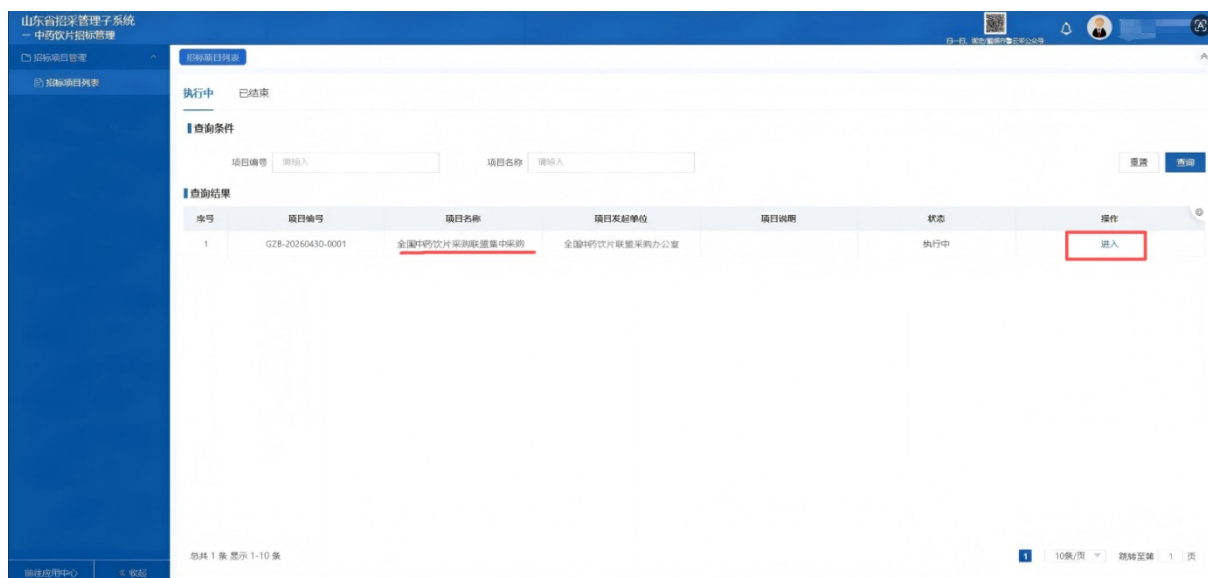 山东省招采管理子系统
— 中药饮片招标管理
招标项目管理
招标项目列表
招标项目列表
执行中 已结束
查询条件
项目编号 请输入 项目名称 请输入 重置 查询
查询结果
序号 项目编号 项目名称 项目发起单位 项目说明 状态 操作
1 GZB-20260430-0001 全国中药饮片采购联盟集中采购 全国中药饮片联盟采购办公室 执行中 进入
总共 1 条 显示 1-10 条 1 10条/页 跳转至第 1 页
前往应用中心 收起